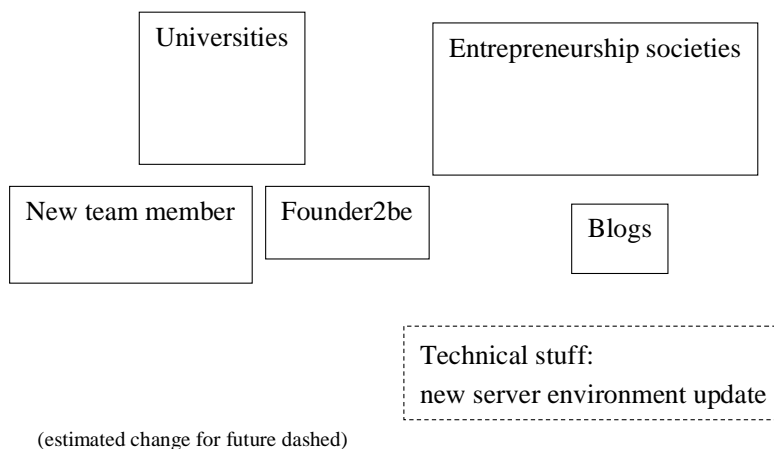 Universities
Entrepreneurship societies
New team member
Founder2be
Blogs
Technical stuff:
new server environment update
(estimated change for future dashed)